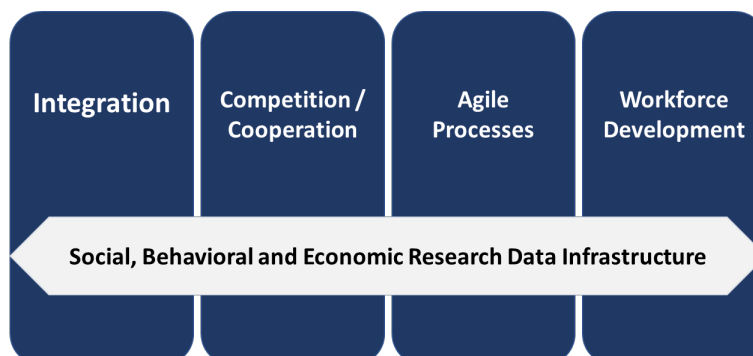 Integration
Competition /
Cooperation
Agile
Processes
Workforce
Development
Social, Behavioral and Economic Research Data Infrastructure